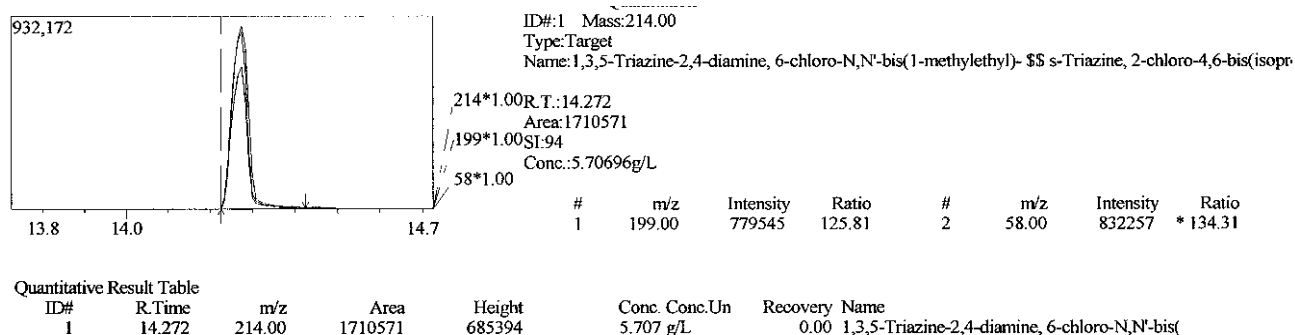 932,172
ID#:1 Mass:214.00
Type:Target
Name:1,3,5-Triazine-2,4-diamine, 6-chloro-N,N'-bis(1-methylethyl)- $$ s-Triazine, 2-chloro-4,6-bis(isopr
214*1.00
R.T.:14.272
Area:1710571
199*1.00
SI:94
Conc.:5.70696g/L
58*1.00
# m/z Intensity Ratio # m/z Intensity Ratio
1 199.00 779545 125.81 2 58.00 832257 * 134.31
13.8 14.0 14.7
Quantitative Result Table
ID# R.Time m/z Area Height Conc. Conc.Un Recovery Name
1 14.272 214.00 1710571 685394 5.707 g/L 0.00 1,3,5-Triazine-2,4-diamine, 6-chloro-N,N'-bis(